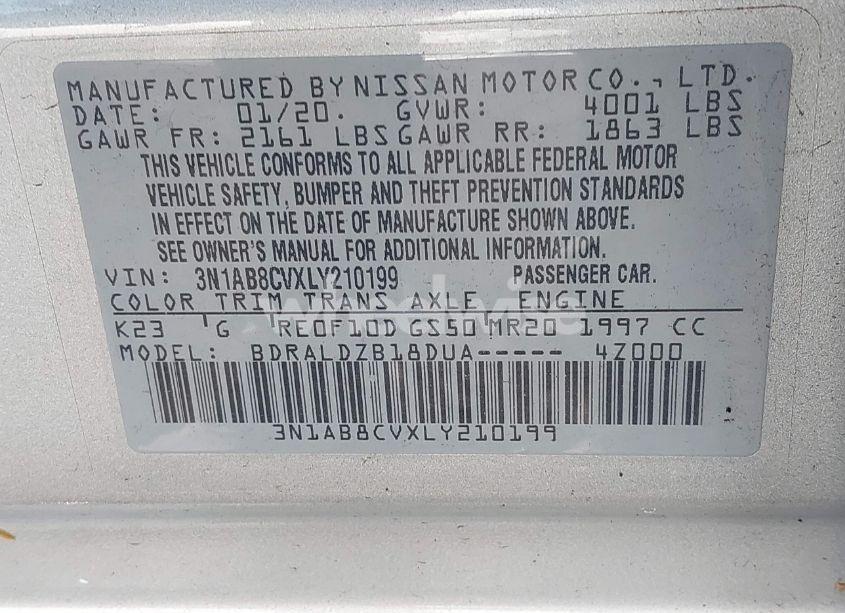 MANUFACTURED BY NISSAN MOTOR CO., LTD.
DATE: 01/20. GVWR: 4001 LBS
GAWR FR: 2161 LBS GAWR RR: 1863 LBS
THIS VEHICLE CONFORMS TO ALL APPLICABLE FEDERAL MOTOR
VEHICLE SAFETY, BUMPER AND THEFT PREVENTION STANDARDS
IN EFFECT ON THE DATE OF MANUFACTURE SHOWN ABOVE.
SEE OWNER'S MANUAL FOR ADDITIONAL INFORMATION.
VIN: 3N1AB8CVXLY210199 PASSENGER CAR.
COLOR TRIM TRANS AXLE ENGINE
K23 G RE0F10D GS50 MR20 1997 CC
MODEL: BDRALDZB18DUA----- 4Z000
3N1AB8CVXLY210199